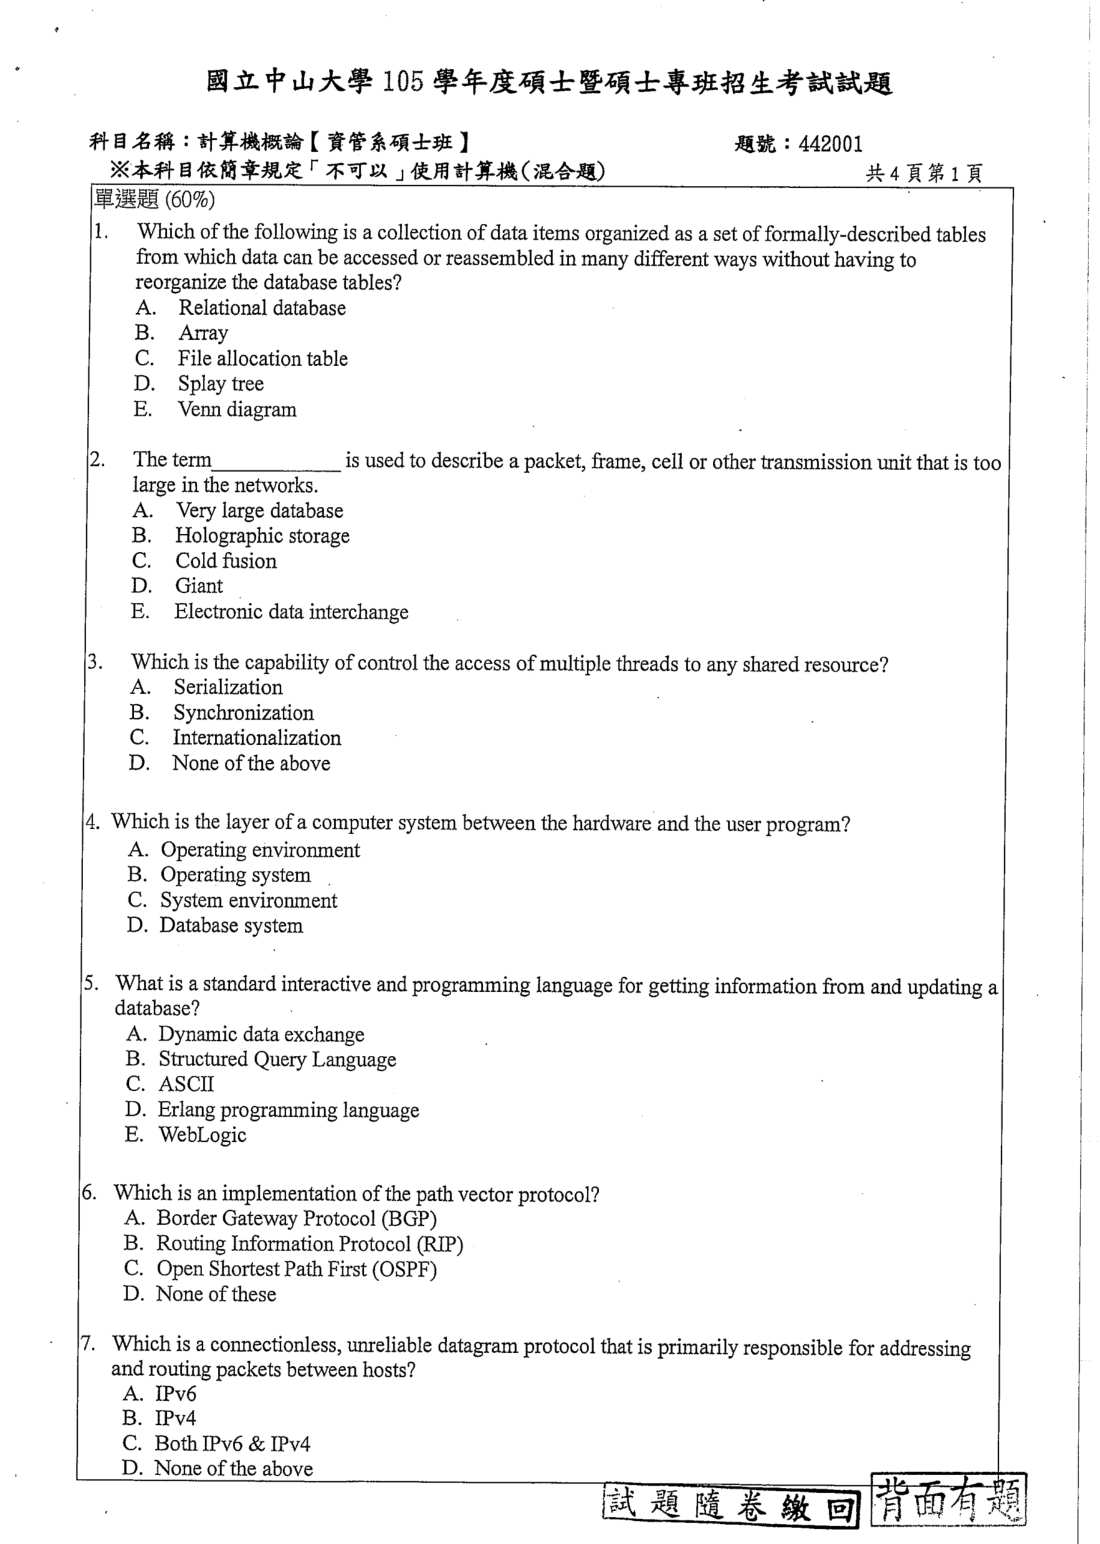 國立中山大學 105 學年度碩士暨碩士專班招生考試試題
科目名稱：計算機概論【資管系碩士班】
題號：442001
※本科目依簡章規定「不可以」使用計算機(混合題)
共 4 頁第 1 頁
單選題 (60%)
1. Which of the following is a collection of data items organized as a set of formally-described tables
from which data can be accessed or reassembled in many different ways without having to
reorganize the database tables?
A. Relational database
B. Array
C. File allocation table
D. Splay tree
E. Venn diagram
2. The term____________ is used to describe a packet, frame, cell or other transmission unit that is too
large in the networks.
A. Very large database
B. Holographic storage
C. Cold fusion
D. Giant
E. Electronic data interchange
3. Which is the capability of control the access of multiple threads to any shared resource?
A. Serialization
B. Synchronization
C. Internationalization
D. None of the above
4. Which is the layer of a computer system between the hardware and the user program?
A. Operating environment
B. Operating system
C. System environment
D. Database system
5. What is a standard interactive and programming language for getting information from and updating a
database?
A. Dynamic data exchange
B. Structured Query Language
C. ASCII
D. Erlang programming language
E. WebLogic
6. Which is an implementation of the path vector protocol?
A. Border Gateway Protocol (BGP)
B. Routing Information Protocol (RIP)
C. Open Shortest Path First (OSPF)
D. None of these
7. Which is a connectionless, unreliable datagram protocol that is primarily responsible for addressing
and routing packets between hosts?
A. IPv6
B. IPv4
C. Both IPv6 & IPv4
D. None of the above
試題隨卷繳回
背面有題